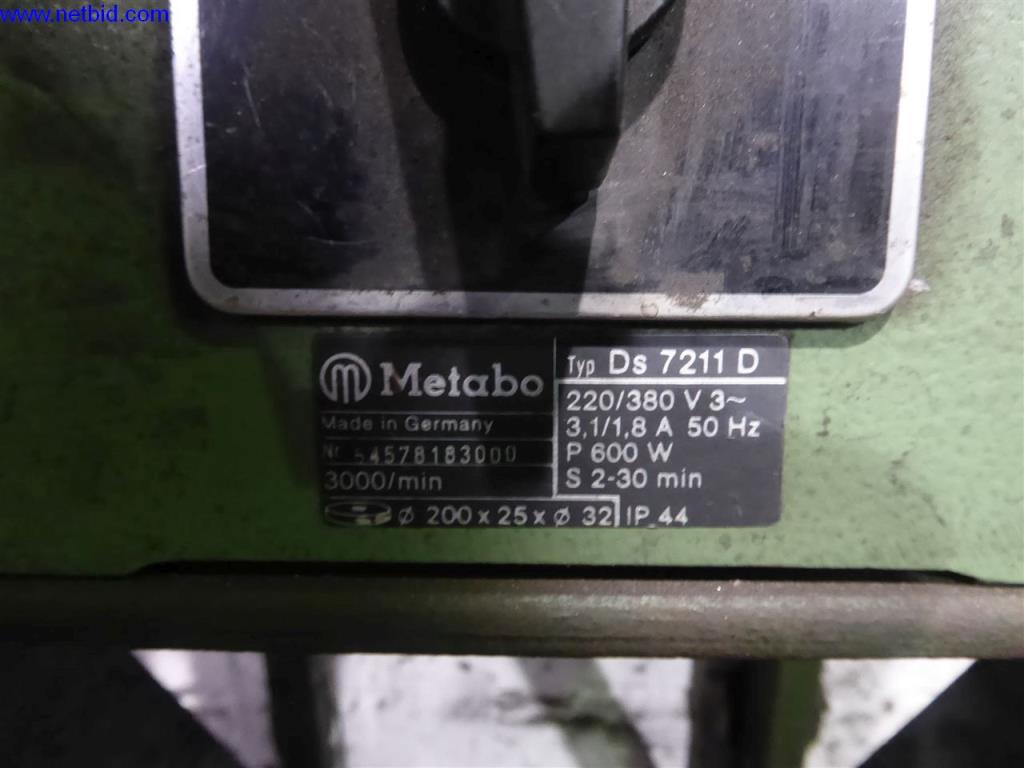 www.netbid.com
Metabo
Made in Germany
Nr. 54578183000
3000/min
ø 200 x 25 x ø 32
Typ Ds 7211 D
220/380 V 3~
3,1/1,8 A 50 Hz
P 600 W
S 2-30 min
IP 44